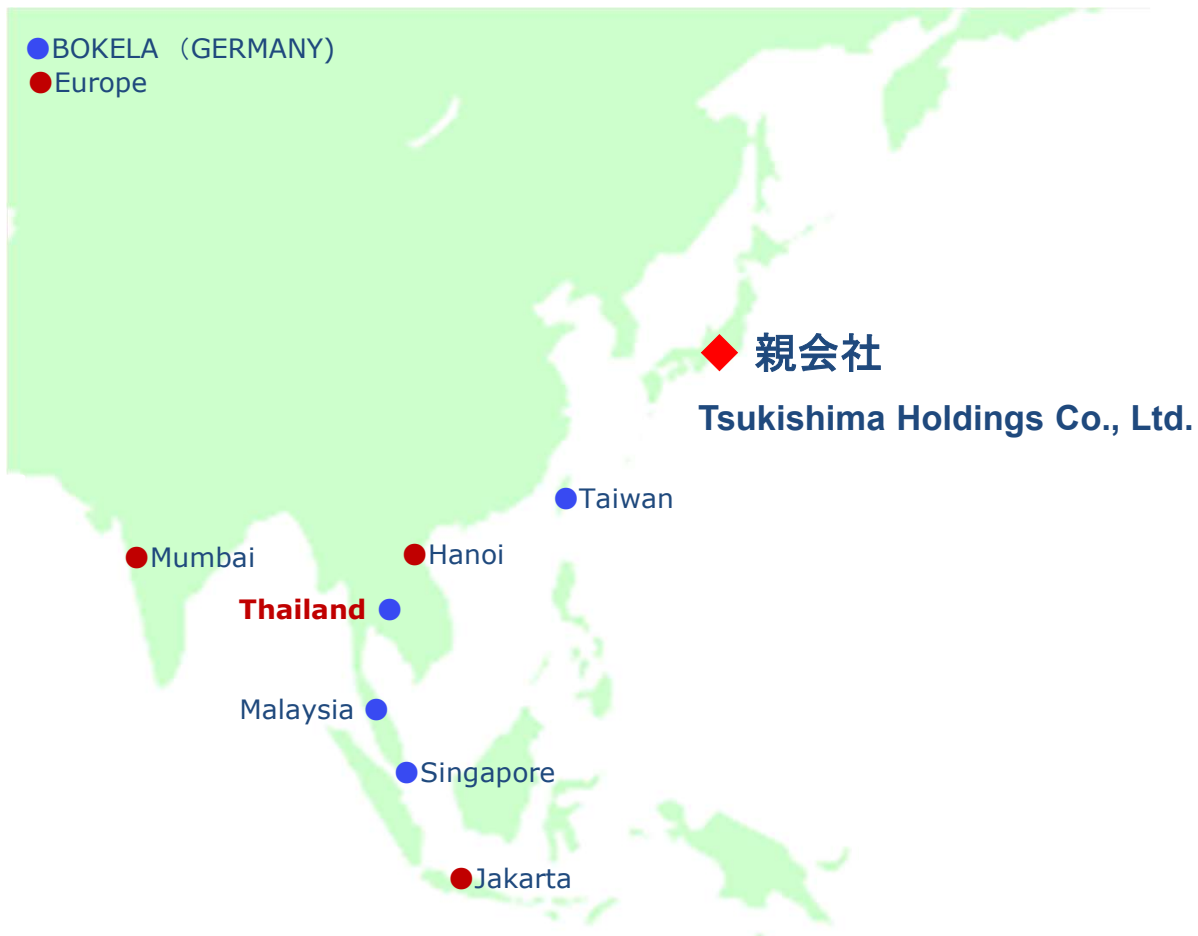 BOKELA （GERMANY)
Europe
親会社
Tsukishima Holdings Co., Ltd.
Taiwan
Mumbai
Hanoi
Thailand
Malaysia
Singapore
Jakarta